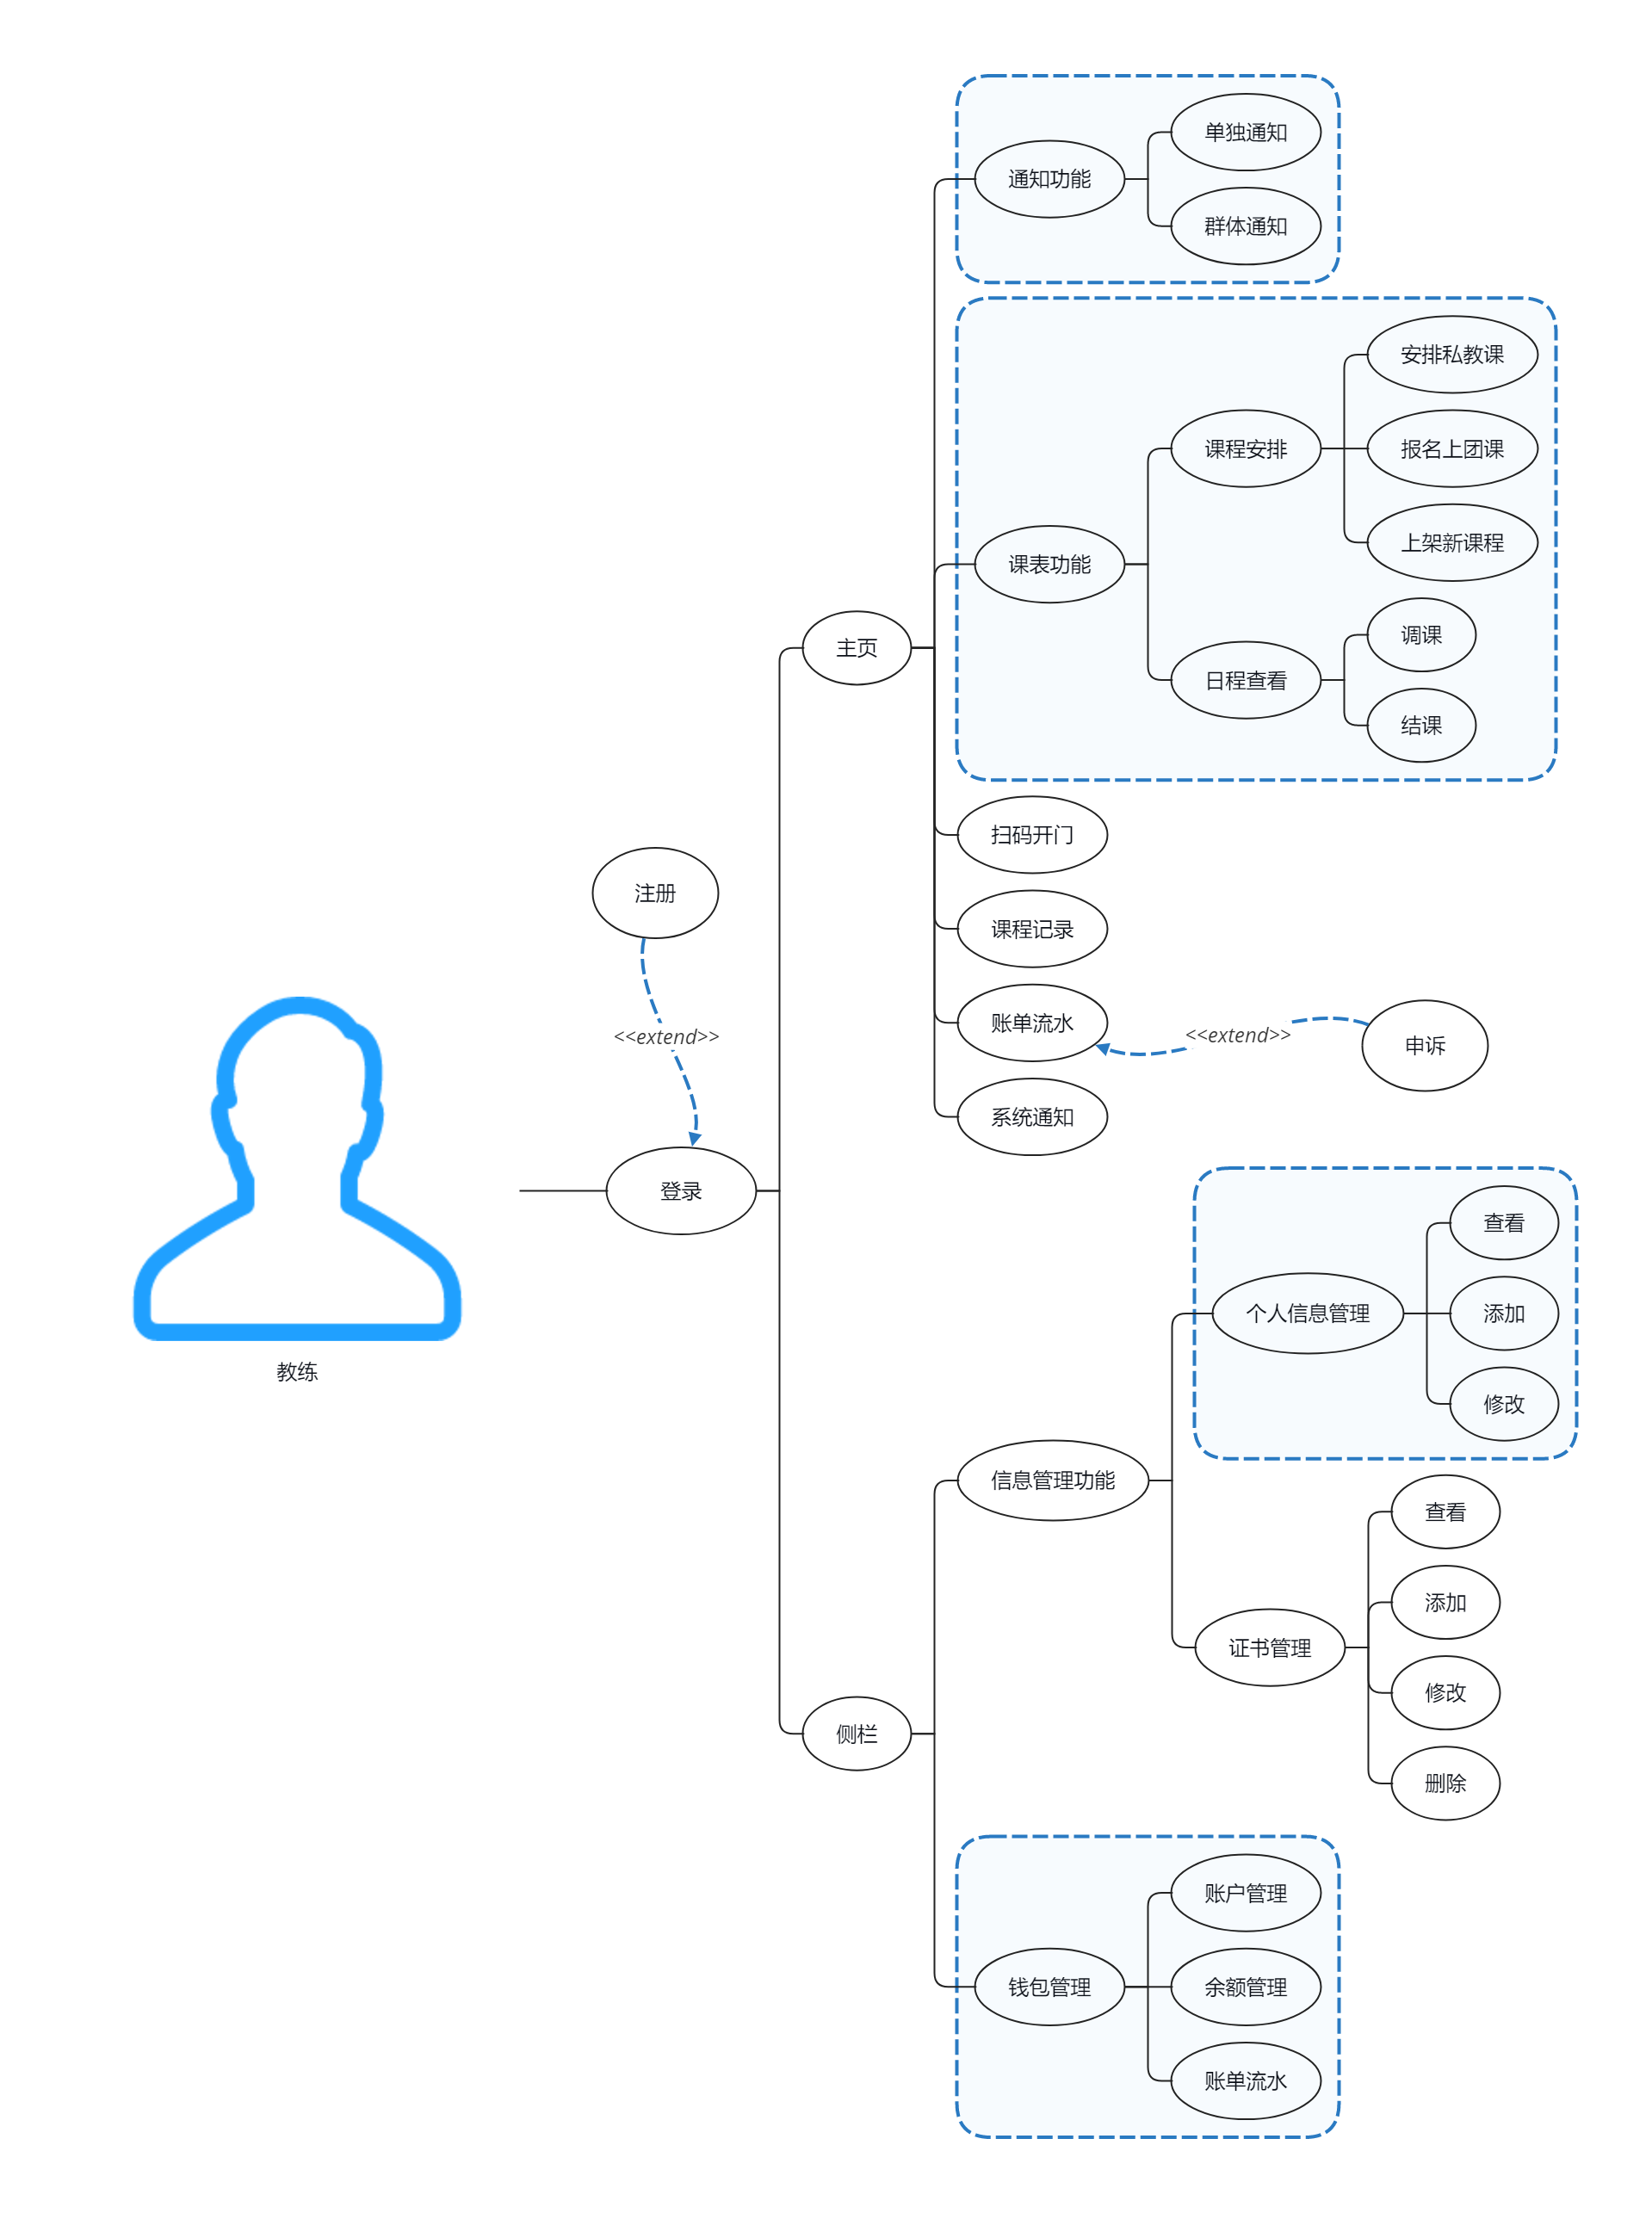 单独通知
通知功能
群体通知
安排私教课
课程安排
报名上团课
上架新课程
课表功能
调课
主页
日程查看
结课
扫码开门
注册
课程记录
账单流水
<<extend>>
<<extend>>
申诉
系统通知
登录
查看
个人信息管理
添加
教练
修改
信息管理功能
查看
添加
证书管理
修改
侧栏
删除
账户管理
钱包管理
余额管理
账单流水